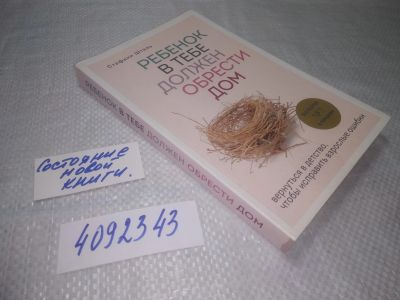 Стефани Шталь
РЕБЕНОК
В ТЕБЕ
ДОЛЖЕН
ОБРЕСТИ
ДОМ
вернуться в детство,
чтобы исправить взрослые ошибки
РЕБЕНОК В ТЕБЕ ДОЛЖЕН ОБРЕСТИ ДОМ
Состояние
новой
книги.
4092343